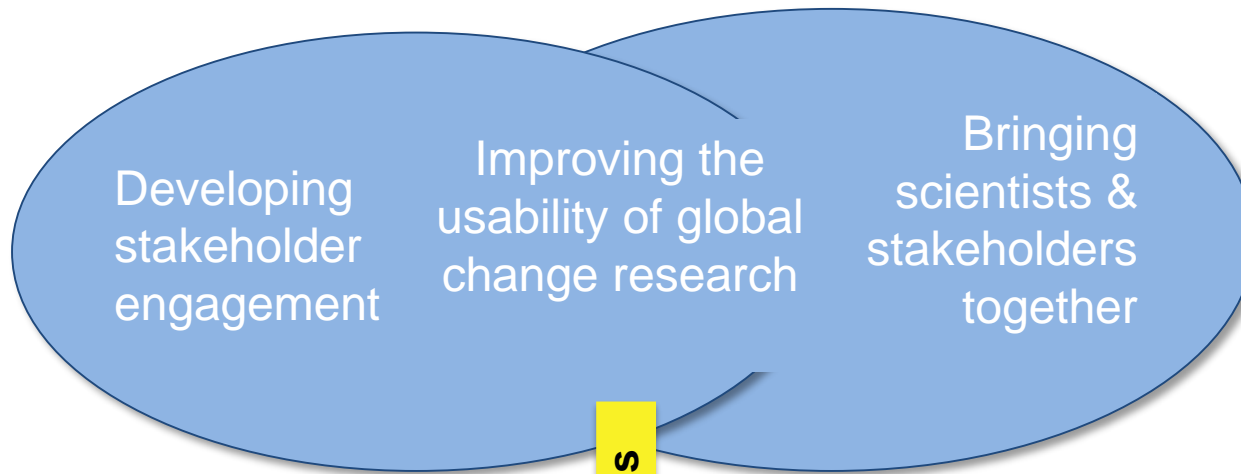 Developing
stakeholder
engagement
Improving the
usability of global
change research
Bringing
scientists &
stakeholders
together
s